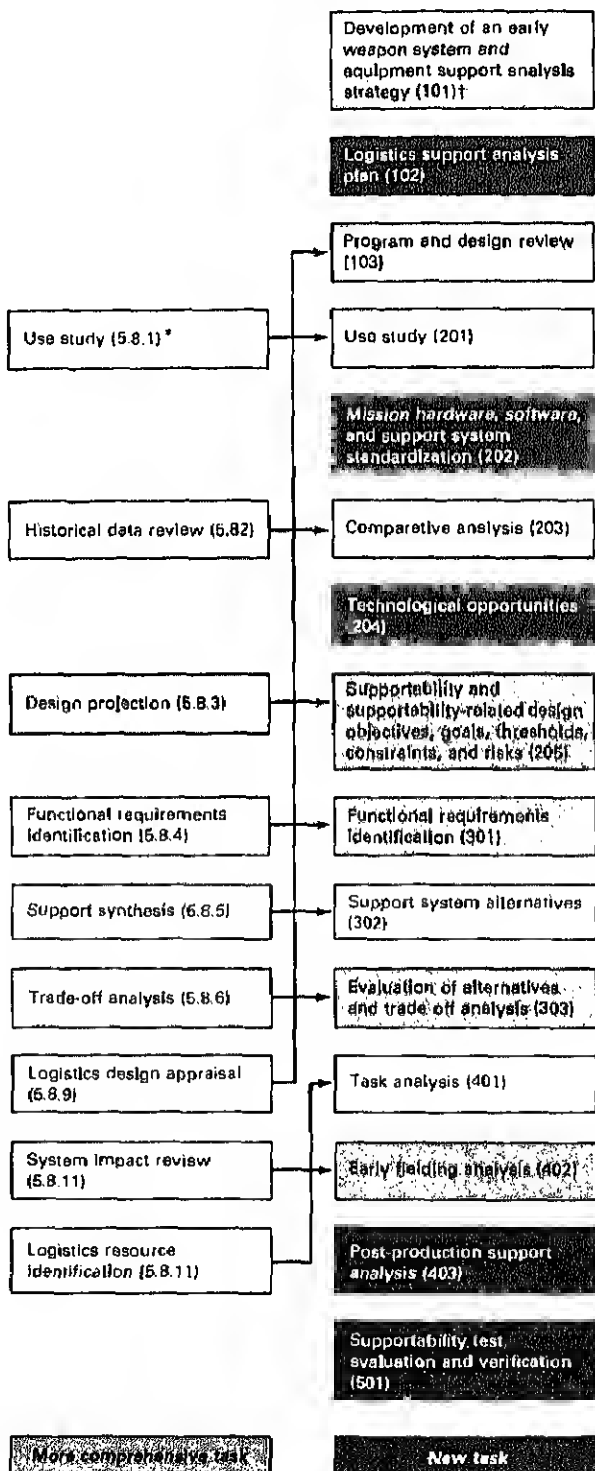 Development of an early
weapon system and
equipment support analysis
strategy (101)†
Logistics support analysis
plan (102)
Program and design review
(103)
Use study (5.8.1)*
Use study (201)
Mission hardware, software,
and support system
standardization (202)
Historical data review (5.82)
Comparative analysis (203)
Technological opportunities
204)
Design projection (5.8.3)
Supportability and
supportability-related design
objectives, goals, thresholds,
constraints, and risks (205)
Functional requirements
identification (5.8.4)
Functional requirements
identification (301)
Support synthesis (5.8.5)
Support system alternatives
(302)
Trade-off analysis (5.8.6)
Evaluation of alternatives
and trade off analysis (303)
Logistics design appraisal
(5.8.9)
Task analysis (401)
System impact review
(5.8.11)
Early fielding analysis (402)
Logistics resource
identification (5.8.11)
Post-production support
analysis (403)
Supportability, test,
evaluation and verification
(501)
More comprehensive task
New task